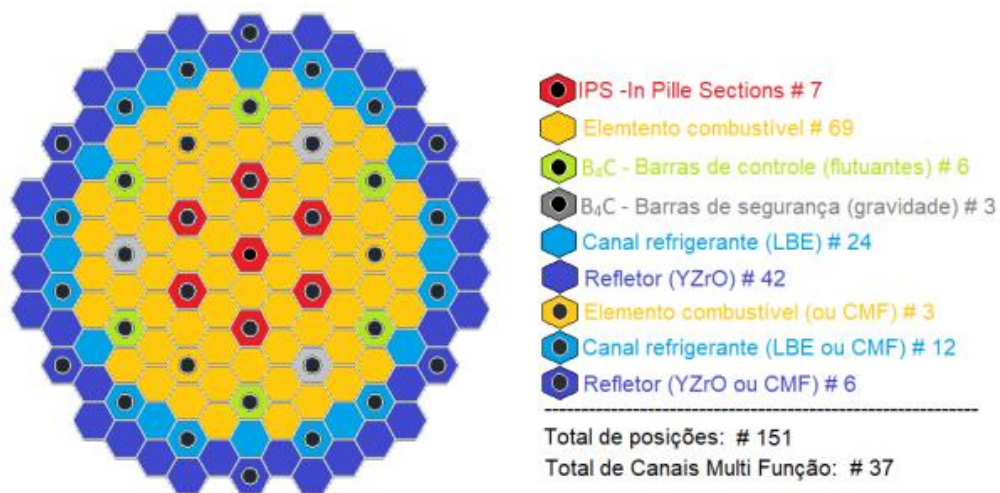 IPS -In Pille Sections # 7
Elemtento combustível # 69
B₄C - Barras de controle (flutuantes) # 6
B₄C - Barras de segurança (gravidade) # 3
Canal refrigerante (LBE) # 24
Refletor (YZrO) # 42
Elemento combustível (ou CMF) # 3
Canal refrigerante (LBE ou CMF) # 12
Refletor (YZrO ou CMF) # 6
Total de posições: # 151
Total de Canais Multi Função: # 37